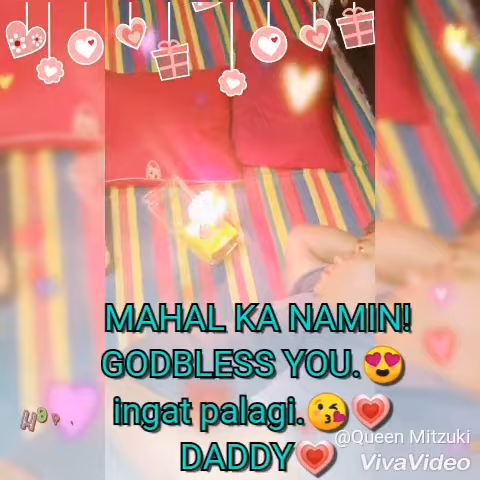 MAHAL KA NAMIN!
GODBLESS YOU.😍
ingat palagi.😘💗
DADDY💗
@Queen Mitzuki
VivaVideo